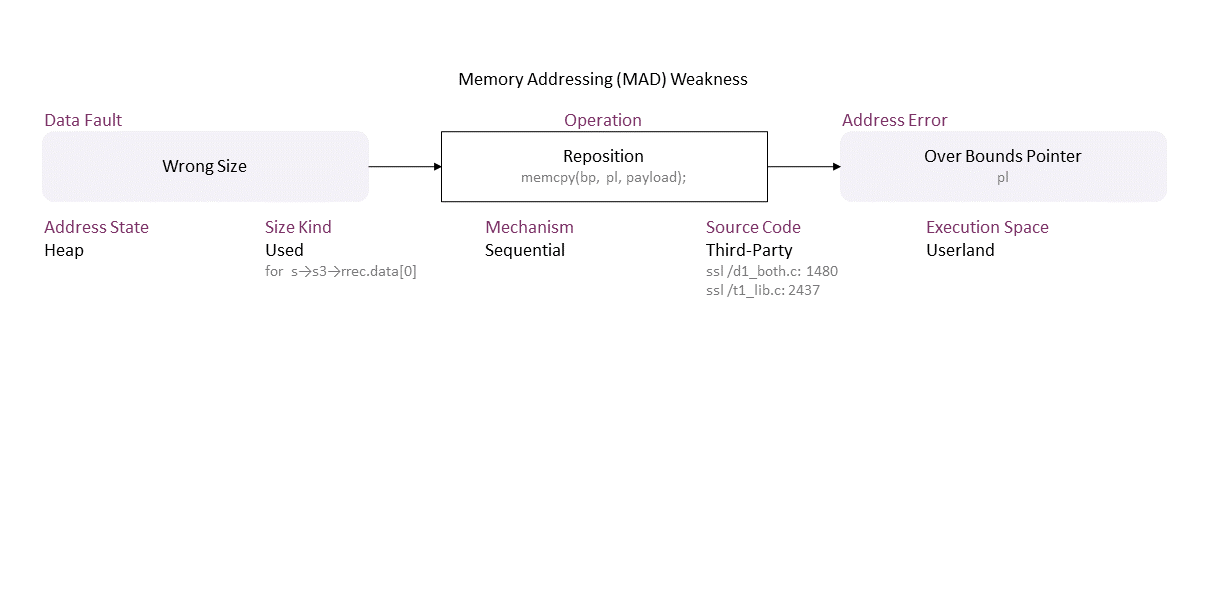 Memory Addressing (MAD) Weakness
Data Fault
Operation
Address Error
Wrong Size
Reposition
memcpy(bp, pl, payload);
Over Bounds Pointer
pl
Address State
Heap
Size Kind
Used
for s→s3→rrec.data[0]
Mechanism
Sequential
Source Code
Third-Party
ssl /d1_both.c: 1480
ssl /t1_lib.c: 2437
Execution Space
Userland